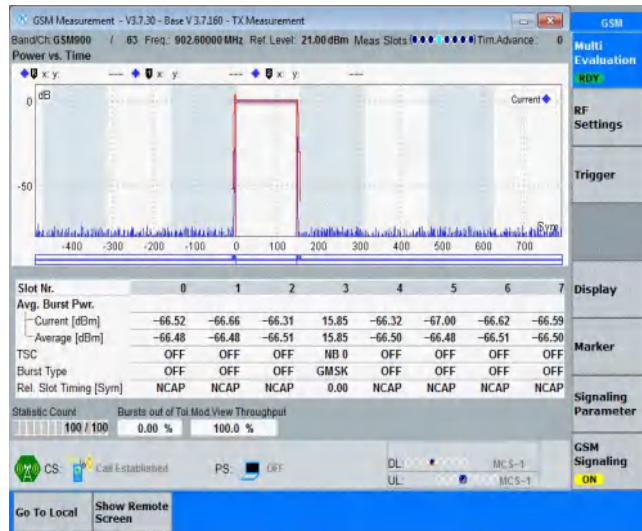 GSM Measurement - V3.7.30 - Base V 3.7.160 - TX Measurement
GSM
Band/Ch: GSM900 / 63 Freq.: 902.60000 MHz Ref. Level: 21.00 dBm Meas Slots Tim.Advance: 0
Power vs. Time
Multi Evaluation
RDY
x: y: --- x: y: --- x: y: ---
dB
Current
0
-50
Sym
-400 -300 -200 -100 0 100 200 300 400 500 600 700
RF Settings
Trigger
Slot Nr. 0 1 2 3 4 5 6 7
Avg. Burst Pwr.
Current [dBm] -66.52 -66.66 -66.31 15.85 -66.32 -67.00 -66.62 -66.59
Average [dBm] -66.48 -66.48 -66.51 15.85 -66.50 -66.48 -66.51 -66.50
TSC OFF OFF OFF NB 0 OFF OFF OFF OFF
Burst Type OFF OFF OFF GMSK OFF OFF OFF OFF
Rel. Slot Timing [Sym] NCAP NCAP NCAP 0.00 NCAP NCAP NCAP NCAP
Display
Marker
Signaling Parameter
Statistic Count Bursts out of Tol. Mod.View Throughput
100 / 100 0.00 % 100.0 %
CS: Call Established PS: OFF DL: MCS-1
UL: MCS-1
GSM Signaling
ON
Go To Local
Show Remote Screen